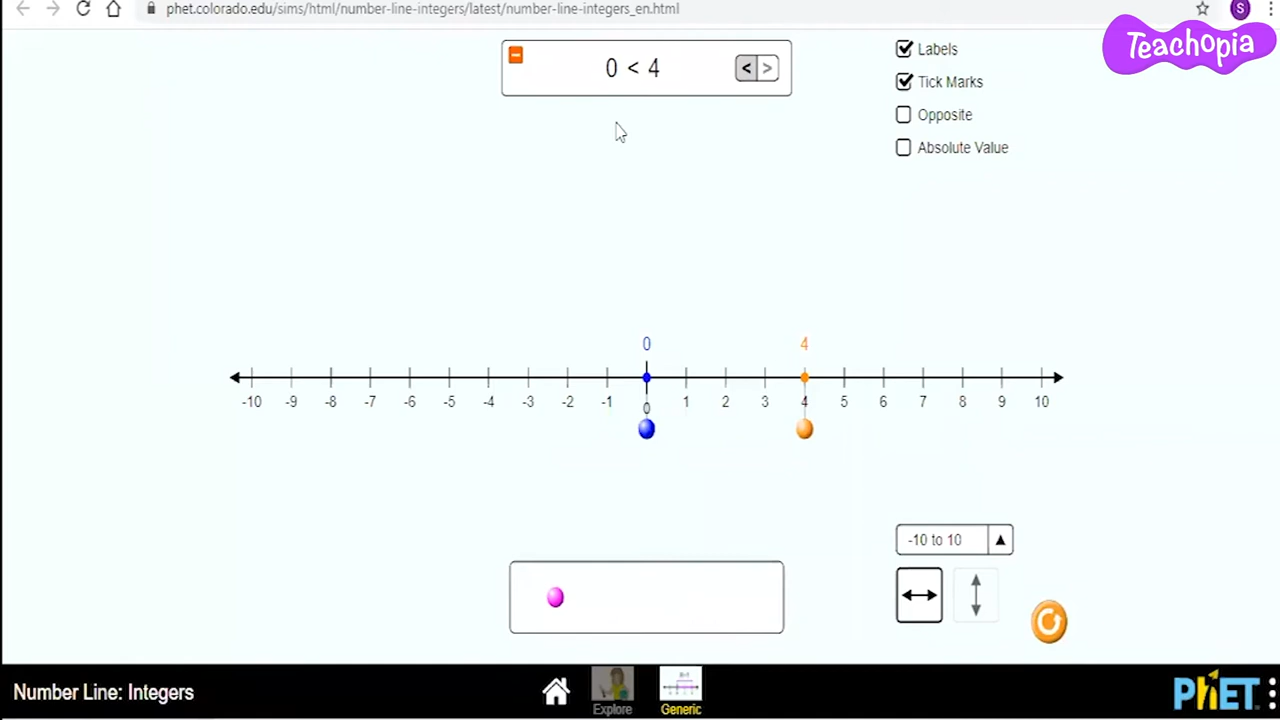 phet.colorado.edu/sims/html/number-line-integers/latest/number-line-integers_en.html
S
Teachopia
0 < 4
< >
Labels
Tick Marks
Opposite
Absolute Value
0 4
-10 -9 -8 -7 -6 -5 -4 -3 -2 -1 0 1 2 3 4 5 6 7 8 9 10
-10 to 10
Number Line: Integers
Explore
Generic
PhET